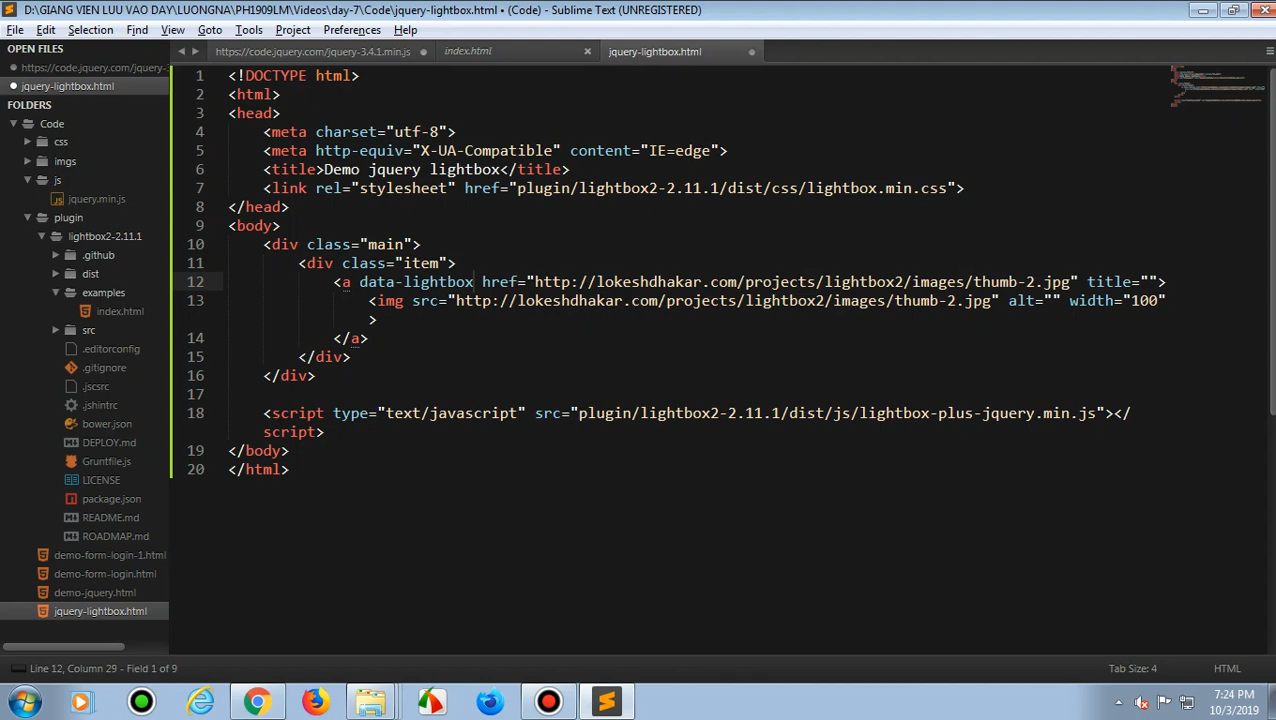 D:\GIANG VIEN LUU VAO DAY\LUONGNA\PH1909LM\Videos\day-7\Code\jquery-lightbox.html • (Code) - Sublime Text (UNREGISTERED)
File Edit Selection Find View Goto Tools Project Preferences Help
OPEN FILES
https://code.jquery.com/jquery-3
jquery-lightbox.html
FOLDERS
Code
css
imgs
js
jquery.min.js
plugin
lightbox2-2.11.1
.github
dist
examples
index.html
src
.editorconfig
.gitignore
.jscsrc
.jshintrc
bower.json
DEPLOY.md
Gruntfile.js
LICENSE
package.json
README.md
ROADMAP.md
demo-form-login-1.html
demo-form-login.html
demo-jquery.html
jquery-lightbox.html
https://code.jquery.com/jquery-3.4.1.min.js index.html jquery-lightbox.html
1 <!DOCTYPE html>
2 <html>
3 <head>
4 <meta charset="utf-8">
5 <meta http-equiv="X-UA-Compatible" content="IE=edge">
6 <title>Demo jquery lightbox</title>
7 <link rel="stylesheet" href="plugin/lightbox2-2.11.1/dist/css/lightbox.min.css">
8 </head>
9 <body>
10 <div class="main">
11 <div class="item">
12 <a data-lightbox href="http://lokeshdhakar.com/projects/lightbox2/images/thumb-2.jpg" title="">
13 <img src="http://lokeshdhakar.com/projects/lightbox2/images/thumb-2.jpg" alt="" width="100"
>
14 </a>
15 </div>
16 </div>
17
18 <script type="text/javascript" src="plugin/lightbox2-2.11.1/dist/js/lightbox-plus-jquery.min.js"></
script>
19 </body>
20 </html>
Line 12, Column 29 - Field 1 of 9 Tab Size: 4 HTML
7:24 PM
10/3/2019